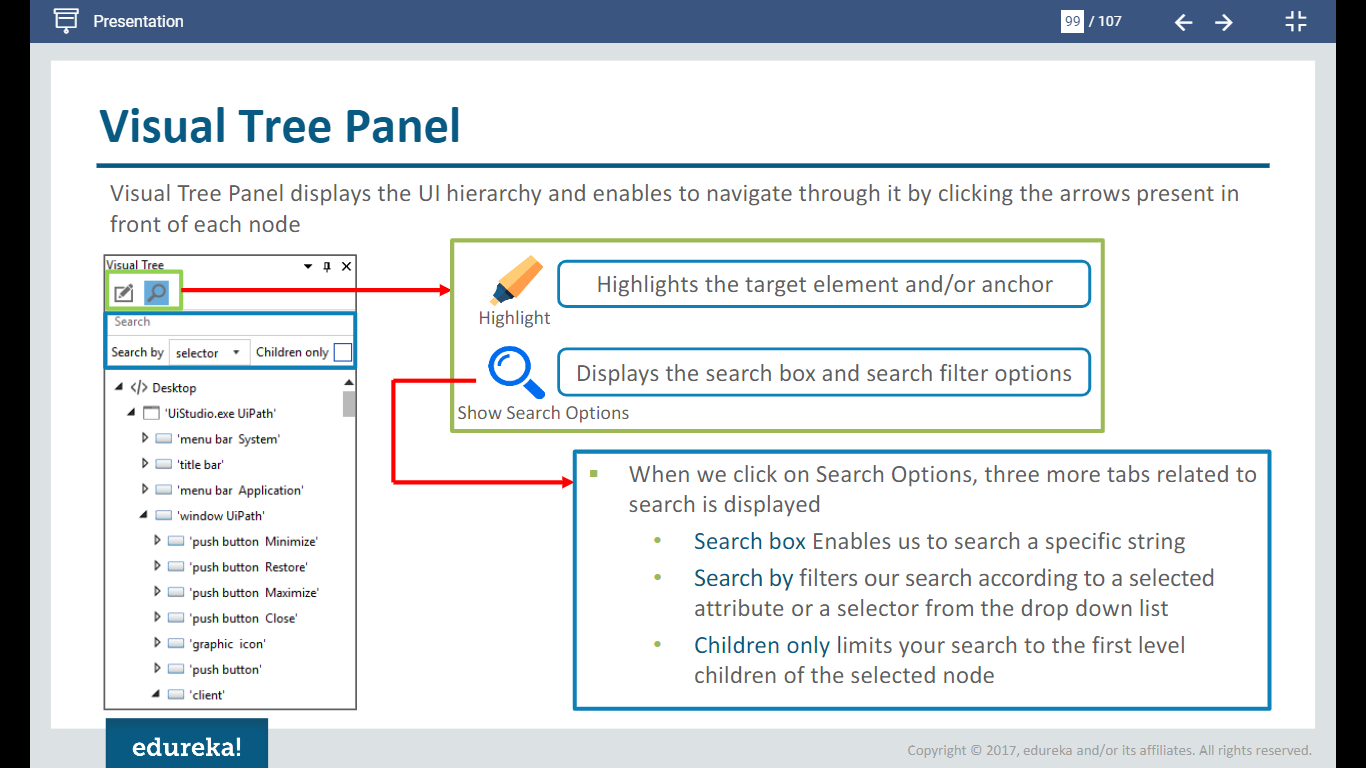 Presentation
99 / 107
Visual Tree Panel
Visual Tree Panel displays the UI hierarchy and enables to navigate through it by clicking the arrows present in
front of each node
Visual Tree
Search
Search by selector Children only
</> Desktop
'UiStudio.exe UiPath'
'menu bar System'
'title bar'
'menu bar Application'
'window UiPath'
'push button Minimize'
'push button Restore'
'push button Maximize'
'push button Close'
'graphic icon'
'push button'
'client'
Highlights the target element and/or anchor
Highlight
Displays the search box and search filter options
Show Search Options
When we click on Search Options, three more tabs related to
search is displayed
Search box Enables us to search a specific string
Search by filters our search according to a selected
attribute or a selector from the drop down list
Children only limits your search to the first level
children of the selected node
edureka!
Copyright © 2017, edureka and/or its affiliates. All rights reserved.